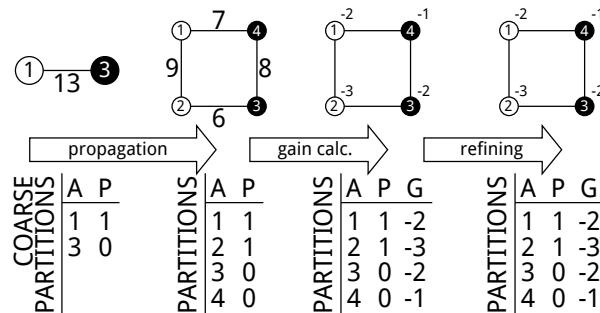 1 3
13
1 4
2 3
7
9 8
6
-2 -1
1 4
2 3
-3 -2
-2 -1
1 4
2 3
-3 -2
propagation
gain calc.
refining
COARSE
PARTITIONS
A P
1 1
3 0
PARTITIONS
A P
1 1
2 1
3 0
4 0
PARTITIONS
A P G
1 1 -2
2 1 -3
3 0 -2
4 0 -1
PARTITIONS
A P G
1 1 -2
2 1 -3
3 0 -2
4 0 -1